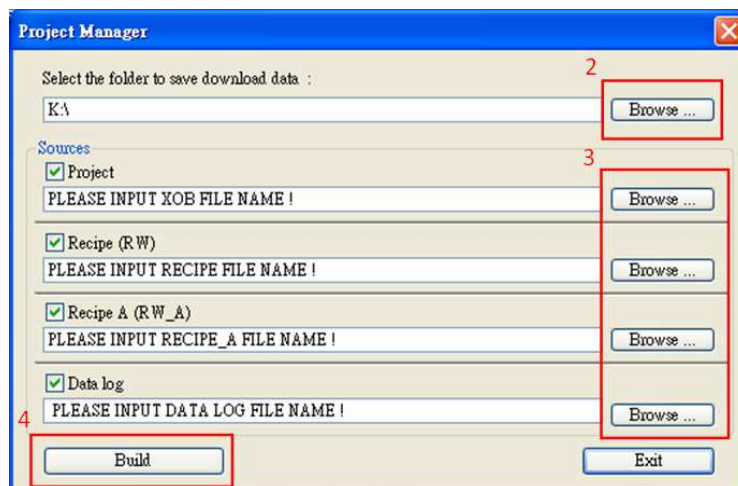 Project Manager
Select the folder to save download data :
2
K:\
Browse ...
Sources
3
Project
PLEASE INPUT XOB FILE NAME !
Browse ...
Recipe (RW)
PLEASE INPUT RECIPE FILE NAME !
Browse ...
Recipe A (RW_A)
PLEASE INPUT RECIPE_A FILE NAME !
Browse ...
Data log
PLEASE INPUT DATA LOG FILE NAME !
Browse ...
4
Build
Exit